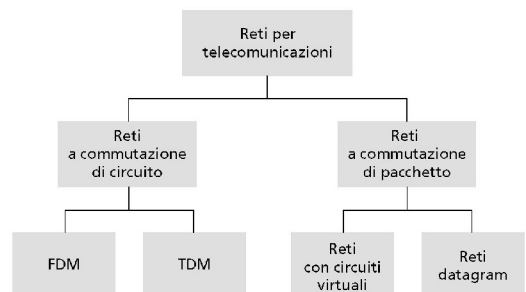 Reti per
telecomunicazioni
Reti
a commutazione
di circuito
Reti
a commutazione
di pacchetto
FDM
TDM
Reti
con circuiti
virtuali
Reti
datagram